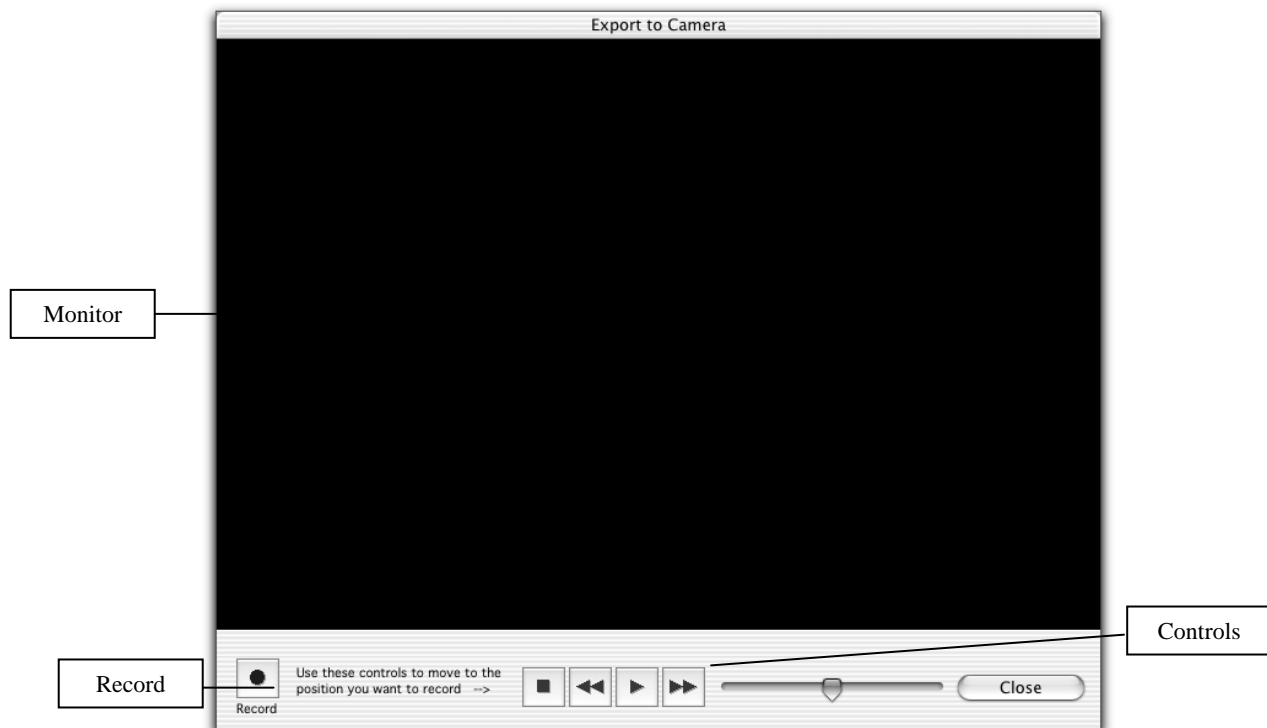 Export to Camera
Monitor
Controls
Use these controls to move to the
position you want to record -->
Record
Close
Record